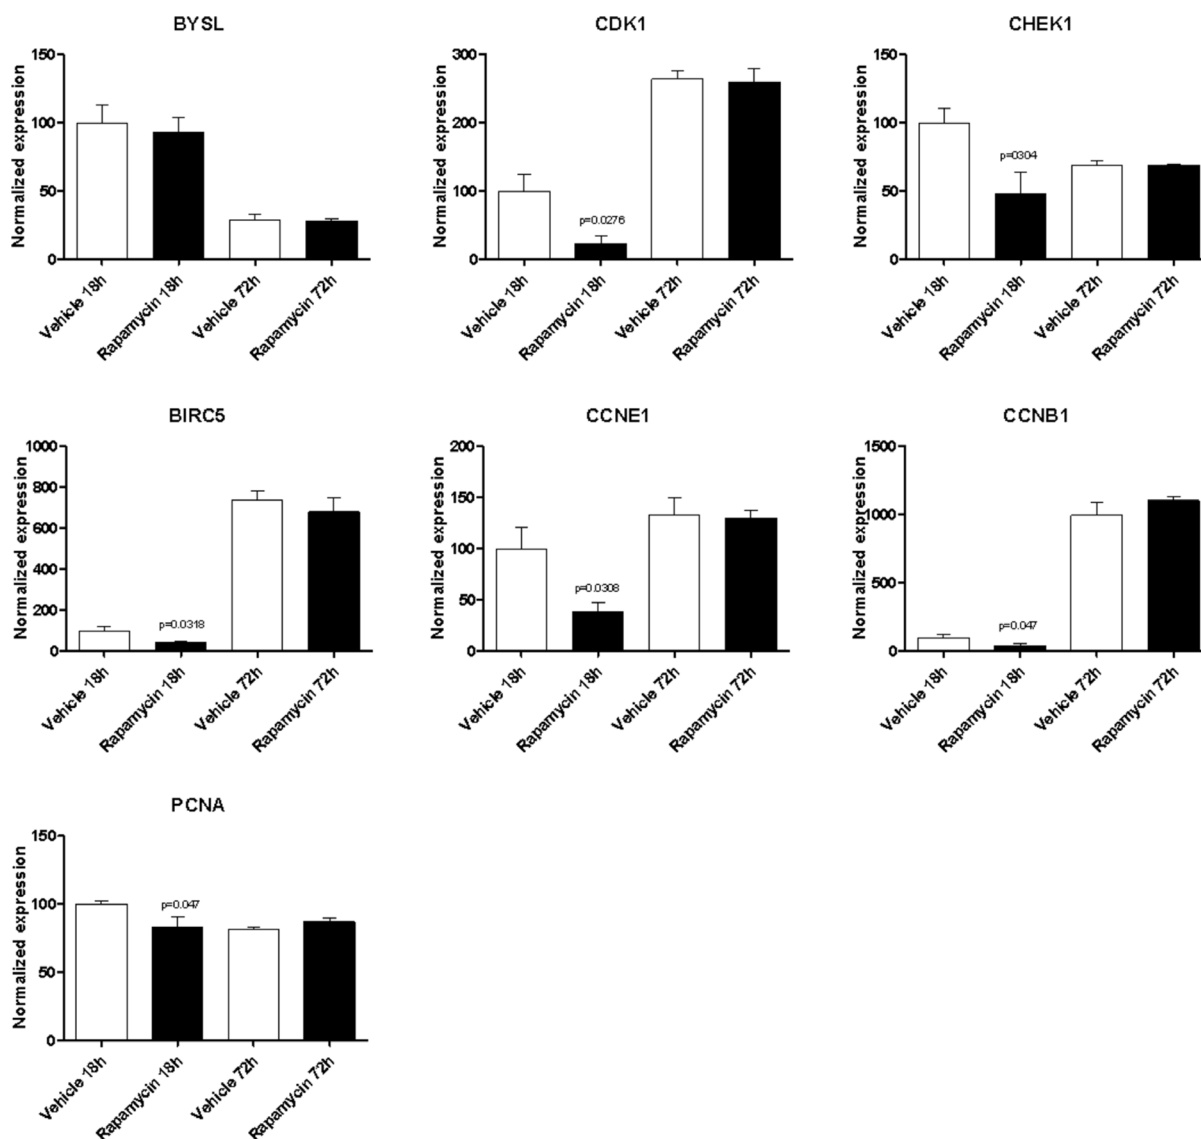 BYSL
Normalized expression
150
100
50
0
Vehicle 18h
Rapamycin 18h
Vehicle 72h
Rapamycin 72h
CDK1
Normalized expression
300
200
100
0
p=0.0276
Vehicle 18h
Rapamycin 18h
Vehicle 72h
Rapamycin 72h
CHEK1
Normalized expression
150
100
50
0
p=0304
Vehicle 18h
Rapamycin 18h
Vehicle 72h
Rapamycin 72h
BIRC5
Normalized expression
1000
800
600
400
200
0
p=0.0318
Vehicle 18h
Rapamycin 18h
Vehicle 72h
Rapamycin 72h
CCNE1
Normalized expression
200
150
100
50
0
p=0.0308
Vehicle 18h
Rapamycin 18h
Vehicle 72h
Rapamycin 72h
CCNB1
Normalized expression
1500
1000
500
0
p=0.047
Vehicle 18h
Rapamycin 18h
Vehicle 72h
Rapamycin 72h
PCNA
Normalized expression
150
100
50
0
p=0.047
Vehicle 18h
Rapamycin 18h
Vehicle 72h
Rapamycin 72h